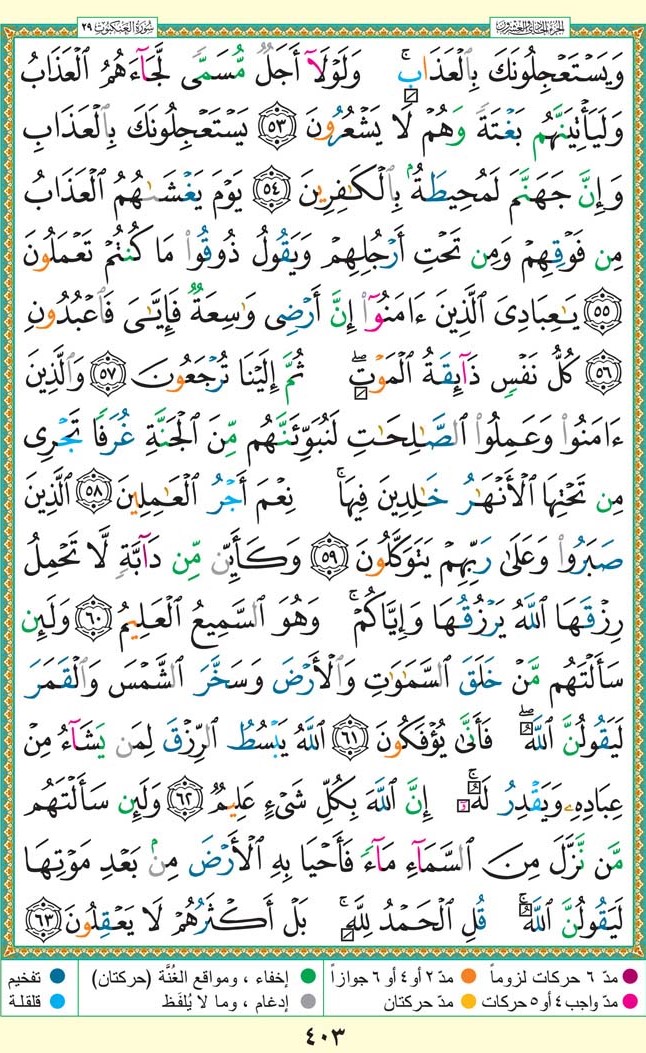 الجزء الحادي والعشرون سورة العنكبوت ٢٩
وَيَسْتَعْجِلُونَكَ بِٱلْعَذَابِ ۚ وَلَوْلَآ أَجَلٌ مُّسَمًّى لَّجَآءَهُمُ ٱلْعَذَابُ
وَلَيَأْتِيَنَّهُم بَغْتَةً وَهُمْ لَا يَشْعُرُونَ ﴿٥٣﴾ يَسْتَعْجِلُونَكَ بِٱلْعَذَابِ
وَإِنَّ جَهَنَّمَ لَمُحِيطَةٌۢ بِٱلْكَٰفِرِينَ ﴿٥٤﴾ يَوْمَ يَغْشَىٰهُمُ ٱلْعَذَابُ
مِن فَوْقِهِمْ وَمِن تَحْتِ أَرْجُلِهِمْ وَيَقُولُ ذُوقُوا۟ مَا كُنتُمْ تَعْمَلُونَ
﴿٥٥﴾ يَٰعِبَادِىَ ٱلَّذِينَ ءَامَنُوٓا۟ إِنَّ أَرْضِى وَٰسِعَةٌ فَإِيَّٰىَ فَٱعْبُدُونِ
﴿٥٦﴾ كُلُّ نَفْسٍ ذَآئِقَةُ ٱلْمَوْتِ ۖ ثُمَّ إِلَيْنَا تُرْجَعُونَ ﴿٥٧﴾ وَٱلَّذِينَ
ءَامَنُوا۟ وَعَمِلُوا۟ ٱلصَّٰلِحَٰتِ لَنُبَوِّئَنَّهُم مِّنَ ٱلْجَنَّةِ غُرَفًا تَجْرِى
مِن تَحْتِهَا ٱلْأَنْهَٰرُ خَٰلِدِينَ فِيهَا ۚ نِعْمَ أَجْرُ ٱلْعَٰمِلِينَ ﴿٥٨﴾ ٱلَّذِينَ
صَبَرُوا۟ وَعَلَىٰ رَبِّهِمْ يَتَوَكَّلُونَ ﴿٥٩﴾ وَكَأَيِّن مِّن دَآبَّةٍ لَّا تَحْمِلُ
رِزْقَهَا ٱللَّهُ يَرْزُقُهَا وَإِيَّاكُمْ ۚ وَهُوَ ٱلسَّمِيعُ ٱلْعَلِيمُ ﴿٦٠﴾ وَلَئِن
سَأَلْتَهُم مَّنْ خَلَقَ ٱلسَّمَٰوَٰتِ وَٱلْأَرْضَ وَسَخَّرَ ٱلشَّمْسَ وَٱلْقَمَرَ
لَيَقُولُنَّ ٱللَّهُ ۖ فَأَنَّىٰ يُؤْفَكُونَ ﴿٦١﴾ ٱللَّهُ يَبْسُطُ ٱلرِّزْقَ لِمَن يَشَآءُ مِنْ
عِبَادِهِۦ وَيَقْدِرُ لَهُۥٓ ۚ إِنَّ ٱللَّهَ بِكُلِّ شَىْءٍ عَلِيمٌ ﴿٦٢﴾ وَلَئِن سَأَلْتَهُم
مَّن نَّزَّلَ مِنَ ٱلسَّمَآءِ مَآءً فَأَحْيَا بِهِ ٱلْأَرْضَ مِنۢ بَعْدِ مَوْتِهَا
لَيَقُولُنَّ ٱللَّهُ ۚ قُلِ ٱلْحَمْدُ لِلَّهِ ۚ بَلْ أَكْثَرُهُمْ لَا يَعْقِلُونَ ﴿٦٣﴾
مدّ ٦ حركات لزوماً مدّ ٢ أو ٤ أو ٦ جوازاً إخفاء ، ومواقع الغُنَّة (حركتان) تفخيم
مدّ واجب ٤ أو ٥ حركات مدّ حركتان إدغام ، وما لا يُلفَظ قلقلة
٤٠٣